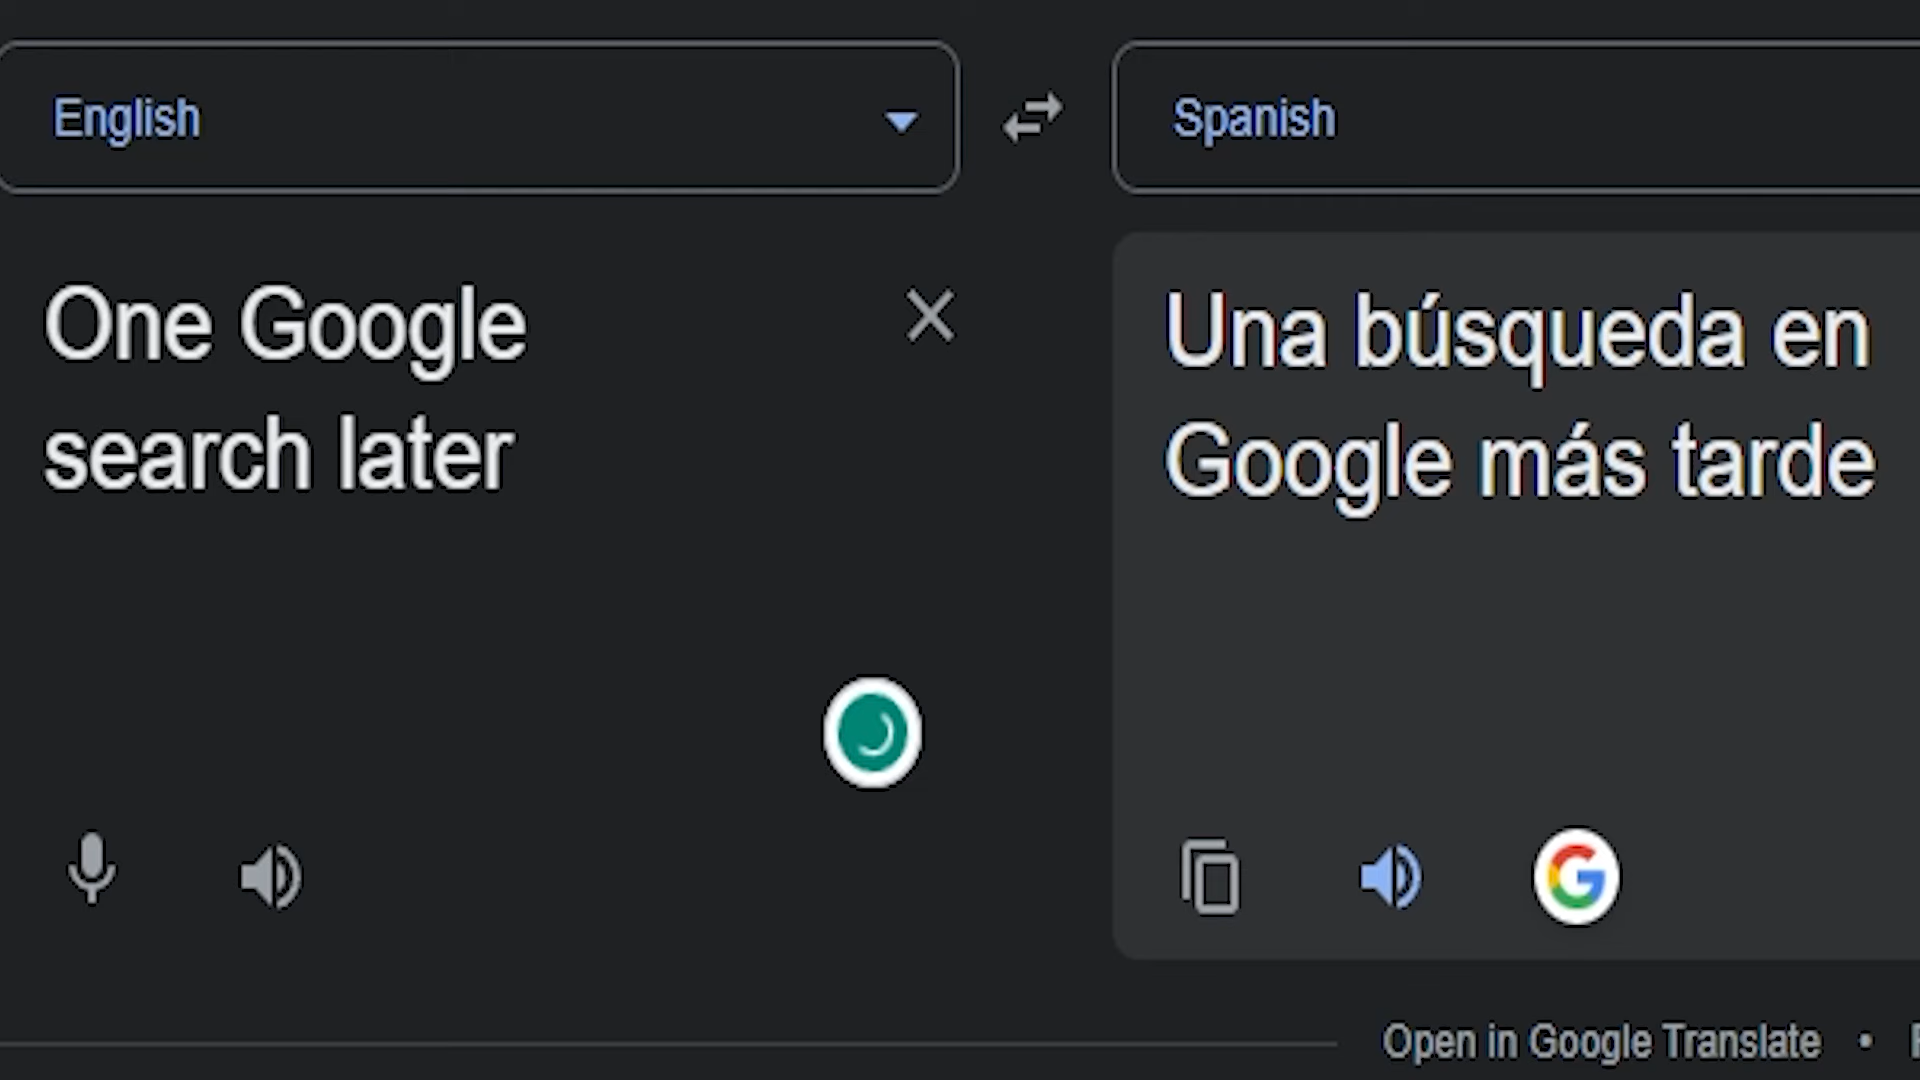 English
Spanish
One Google
search later
Una búsqueda en
Google más tarde
Open in Google Translate •